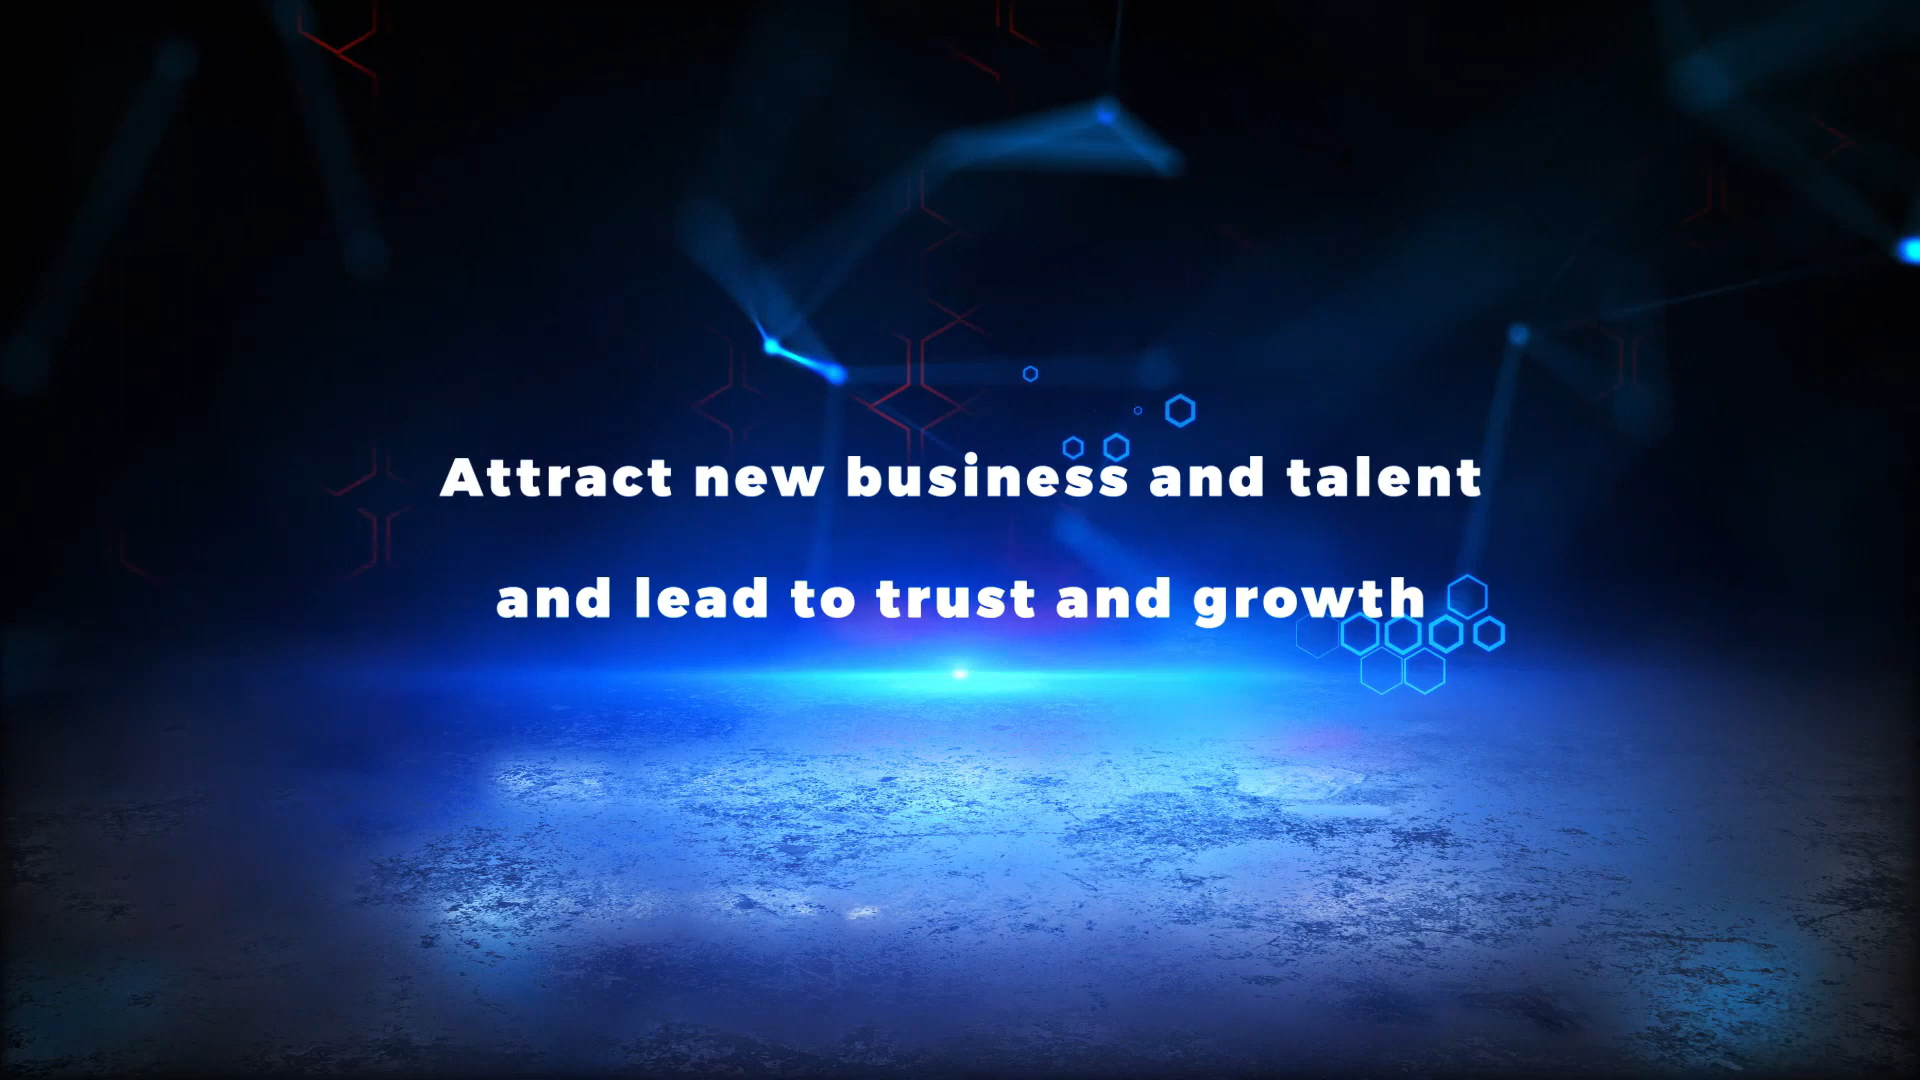 Attract new business and talent
and lead to trust and growth